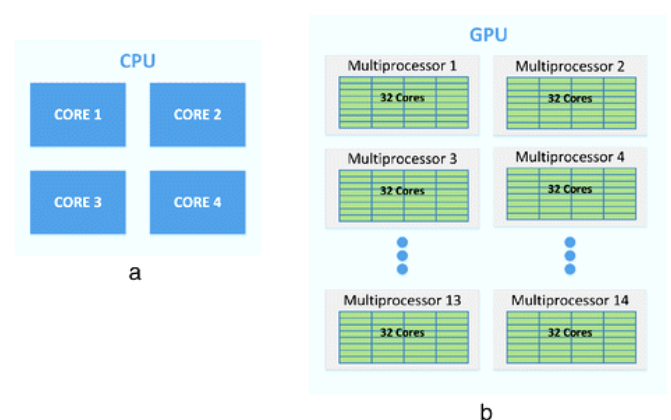 CPU
CORE 1 CORE 2
CORE 3 CORE 4
a
GPU
Multiprocessor 1 Multiprocessor 2
32 Cores 32 Cores
Multiprocessor 3 Multiprocessor 4
32 Cores 32 Cores
Multiprocessor 13 Multiprocessor 14
32 Cores 32 Cores
b